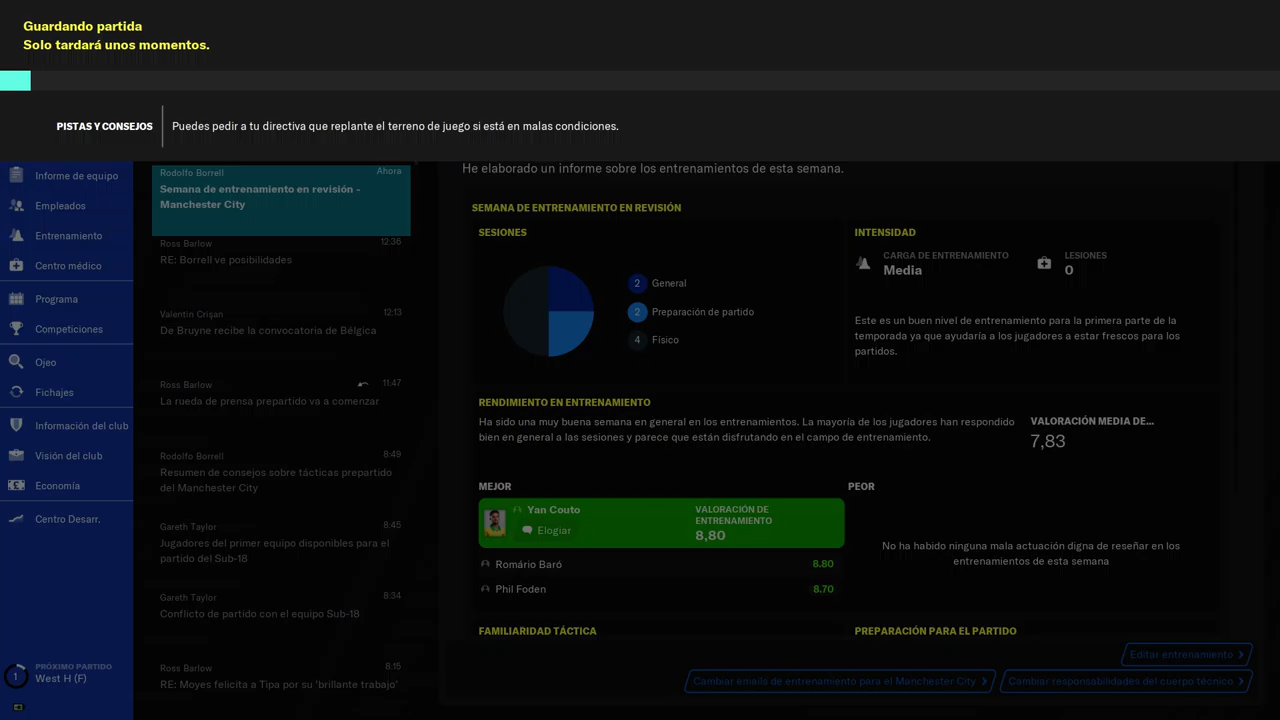 Guardando partida
Solo tardará unos momentos.
PISTAS Y CONSEJOS
Puedes pedir a tu directiva que replante el terreno de juego si está en malas condiciones.
Informe de equipo
Empleados
Entrenamiento
Centro médico
Programa
Competiciones
Ojeo
Fichajes
Información del club
Visión del club
Economía
Centro Desarr.
1
PRÓXIMO PARTIDO
West H (F)
Rodolfo Borrell
Ahora
Semana de entrenamiento en revisión -
Manchester City
Ross Barlow
12:36
RE: Borrell ve posibilidades
Valentin Crişan
12:13
De Bruyne recibe la convocatoria de Bélgica
Ross Barlow
11:47
La rueda de prensa prepartido va a comenzar
Rodolfo Borrell
8:49
Resumen de consejos sobre tácticas prepartido
del Manchester City
Gareth Taylor
8:45
Jugadores del primer equipo disponibles para el
partido del Sub-18
Gareth Taylor
8:34
Conflicto de partido con el equipo Sub-18
Ross Barlow
8:15
RE: Moyes felicita a Tipa por su 'brillante trabajo'
He elaborado un informe sobre los entrenamientos de esta semana.
SEMANA DE ENTRENAMIENTO EN REVISIÓN
SESIONES
2 General
2 Preparación de partido
4 Físico
INTENSIDAD
CARGA DE ENTRENAMIENTO
Media
LESIONES
0
Este es un buen nivel de entrenamiento para la primera parte de la
temporada ya que ayudaría a los jugadores a estar frescos para los
partidos.
RENDIMIENTO EN ENTRENAMIENTO
Ha sido una muy buena semana en general en los entrenamientos. La mayoría de los jugadores han respondido
bien en general a las sesiones y parece que están disfrutando en el campo de entrenamiento.
VALORACIÓN MEDIA DE...
7,83
MEJOR
Yan Couto
Elogiar
VALORACIÓN DE
ENTRENAMIENTO
8,80
Romário Baró
8.80
Phil Foden
8.70
PEOR
No ha habido ninguna mala actuación digna de reseñar en los
entrenamientos de esta semana
FAMILIARIDAD TÁCTICA
PREPARACIÓN PARA EL PARTIDO
Editar entrenamiento
Cambiar emails de entrenamiento para el Manchester City
Cambiar responsabilidades del cuerpo técnico